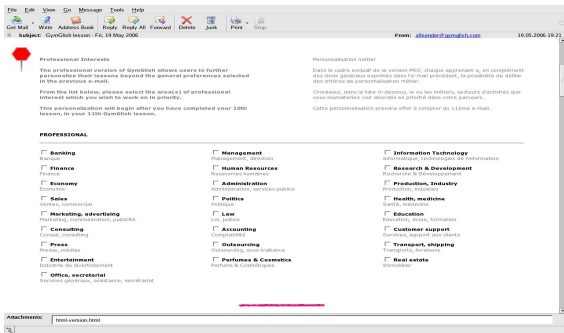 File Edit View Go Message Tools Help
Get Mail Write Address Book Reply Reply All Forward Delete Junk Print Stop
Subject: GymGlish lesson - Fri, 19 May 2006 From: allsender@gymglish.com 19.05.2006 19:21
Professional Interests
Personnalisation métier
The professional version of GymGlish allows users to further
personalize their lessons beyond the general preferences selected
in the previous e-mail.
Dans le cadre exclusif de la version PRO, chaque apprenant a, en complément
des choix généraux exprimés dans l'e-mail précédent, la possibilité de définir
des critères de personnalisation métier.
From the list below, please select the area(s) of professional
interest which you wish to work on in priority.
Choisissez, dans la liste ci-dessous, le ou les métiers, secteurs d'activités que
vous souhaiteriez voir abordés en priorité dans votre parcours.
This personalization will begin after you have completed your 10th
lesson, in your 11th GymGlish lesson.
Cette personnalisation prendra effet à compter du 11ème e-mail.
PROFESSIONAL
Banking Management Information Technology
Banque Management, direction Informatique, technologies de l'information
Finance Human Resources Research & Development
Finance Ressources humaines Recherche & Développement
Economy Administration Production, Industry
Economie Administration, services publics Production, industries
Sales Politics Health, medicine
Ventes, commercial Politique Santé, médecine
Marketing, advertising Law Education
Marketing, communication, publicité Loi, justice Education, école, formation
Consulting Accounting Customer support
Conseil, consulting Comptabilité Services, support aux clients
Press Outsourcing Transport, shipping
Presse, médias Outsourcing, sous-traitance Transports, livraisons
Entertainment Perfumes & Cosmetics Real estate
Industrie du divertissement Parfums & Cosmétiques Immobilier
Office, secreterial
Services généraux, assistance, secrétariat
Attachments: html-version.html